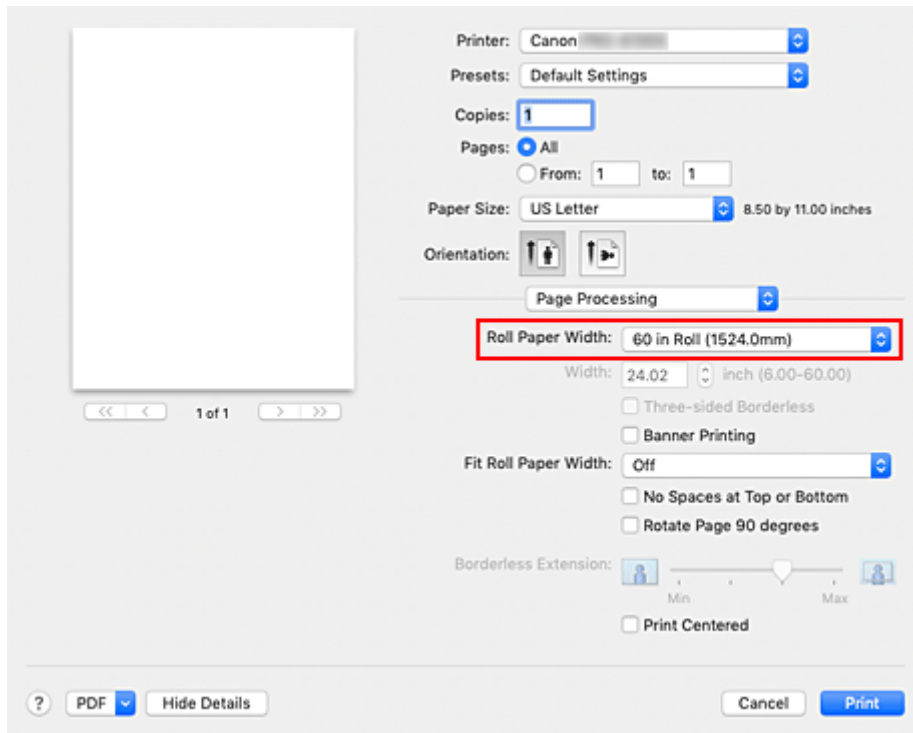 Printer: Canon
Presets: Default Settings
Copies: 1
Pages: All
From: 1 to: 1
Paper Size: US Letter 8.50 by 11.00 inches
Orientation:
Page Processing
Roll Paper Width: 60 in Roll (1524.0mm)
Width: 24.02 inch (6.00-60.00)
1 of 1
Three-sided Borderless
Banner Printing
Fit Roll Paper Width: Off
No Spaces at Top or Bottom
Rotate Page 90 degrees
Borderless Extension:
Min Max
Print Centered
? PDF Hide Details Cancel Print